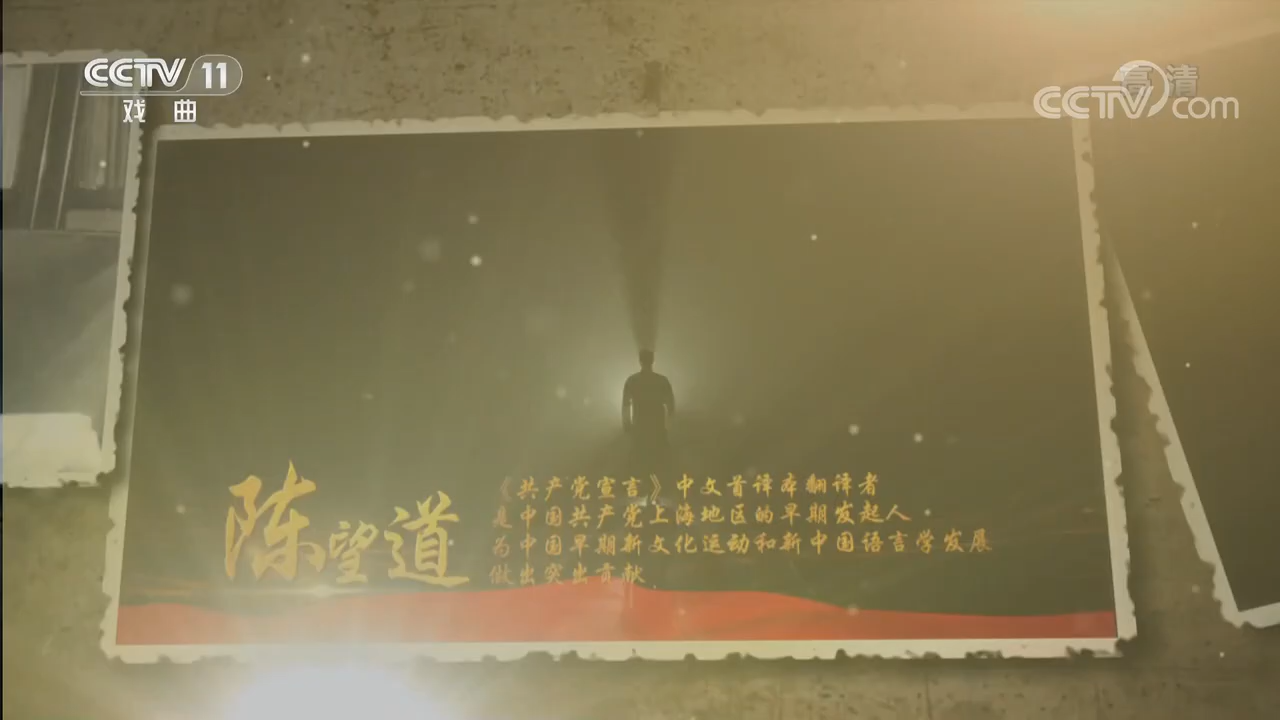 CCTV 11
戏曲
高清
CCTV.com
陈望道
《共产党宣言》中文首译本翻译者
是中国共产党上海地区的早期发起人
为中国早期新文化运动和新中国语言学发展
做出突出贡献